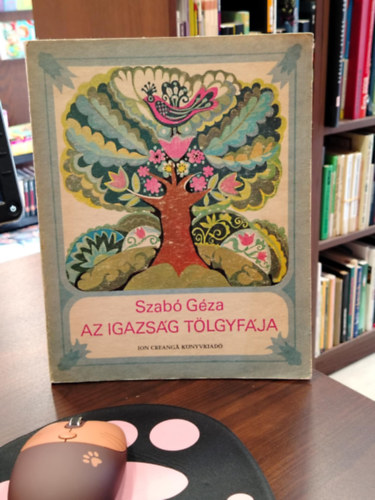 Szabó Géza
AZ IGAZSÁG TÖLGYFÁJA
ION CREANGĂ KÖNYVKIADÓ